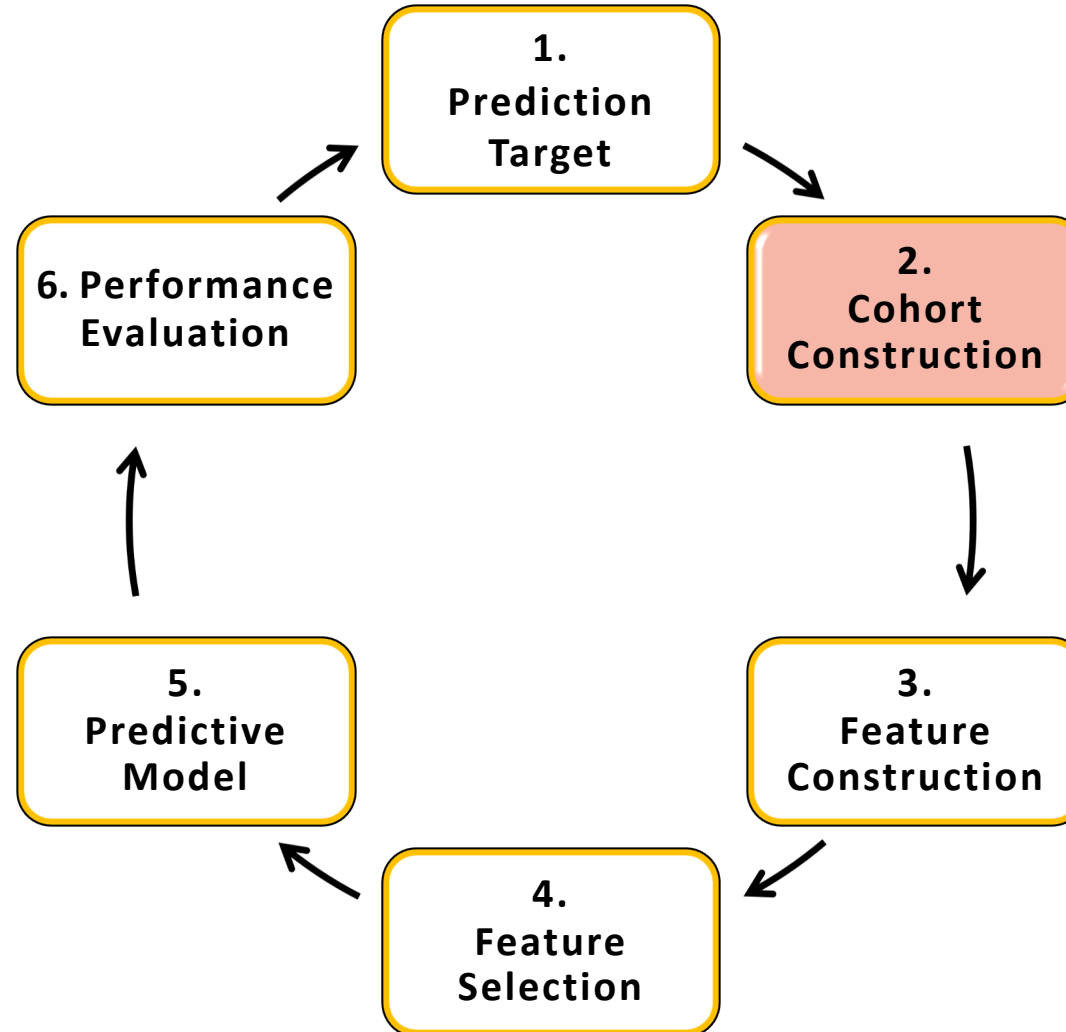 1.
Prediction
Target
2.
Cohort
Construction
3.
Feature
Construction
4.
Feature
Selection
5.
Predictive
Model
6. Performance
Evaluation